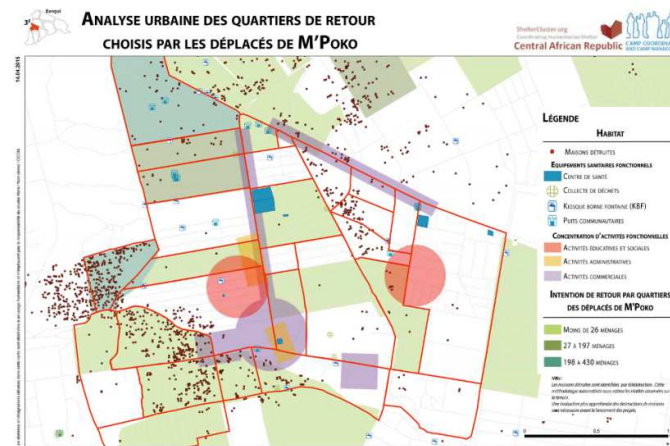 Bangui
3e
ANALYSE URBAINE DES QUARTIERS DE RETOUR
CHOISIS PAR LES DÉPLACÉS DE M'POKO
ShelterCluster.org
Coordinating Humanitarian Shelter
Central African Republic
CAMP COORDINA
AND CAMP MANAGEM
14.04.2015
LÉGENDE
HABITAT
MAISONS DÉTRUITES
EQUIPEMENTS SANITAIRES FONCTIONNELS
CENTRE DE SANTÉ
COLLECTE DE DÉCHETS
KIOSQUE BORNE FONTAINE (KBF)
PUITS COMMUNAUTAIRES
CONCENTRATION D'ACTIVITÉS FONCTIONNELLES
ACTIVITÉS ÉDUCATIVES ET SOCIALES
ACTIVITÉS ADMINISTRATIVES
ACTIVITÉS COMMERCIALES
INTENTION DE RETOUR PAR QUARTIERS
DES DÉPLACÉS DE M'POKO
MOINS DE 26 MÉNAGES
27 À 197 MÉNAGES
198 À 430 MÉNAGES
0
0.5